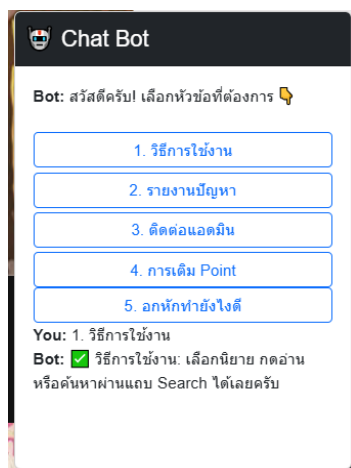 Chat Bot
Bot: สวัสดีครับ! เลือกหัวข้อที่ต้องการ 👇
1. วิธีการใช้งาน
2. รายงานปัญหา
3. ติดต่อแอดมิน
4. การเติม Point
5. อกหักทำยังไงดี
You: 1. วิธีการใช้งาน
Bot: ✅ วิธีการใช้งาน: เลือกนิยาย กดอ่าน
หรือค้นหาผ่านแถบ Search ได้เลยครับ